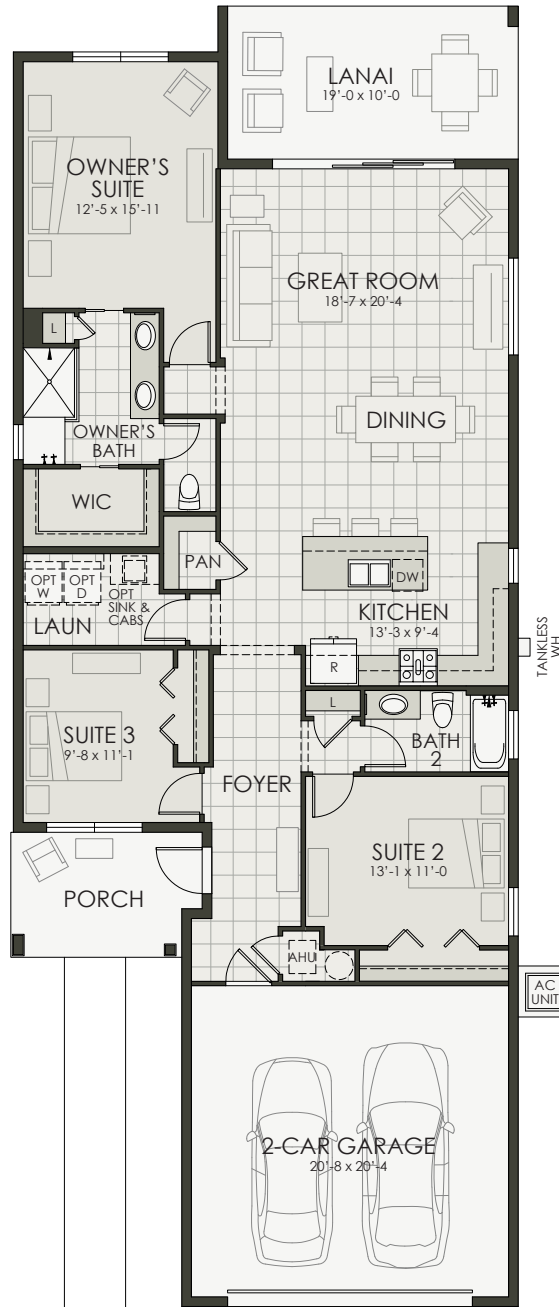 LANAI
19'-0 x 10'-0
OWNER'S
SUITE
12'-5 x 15'-11
GREAT ROOM
18'-7 x 20'-4
L
DINING
OWNER'S
BATH
WIC
PAN
DW
OPT
W
OPT
D
OPT
SINK &
CABS
LAUN
KITCHEN
13'-3 x 9'-4
TANKLESS
WH
R
L
SUITE 3
9'-8 x 11'-1
BATH
2
FOYER
SUITE 2
13'-1 x 11'-0
PORCH
AHU
AC
UNIT
2-CAR GARAGE
20'-8 x 20'-4